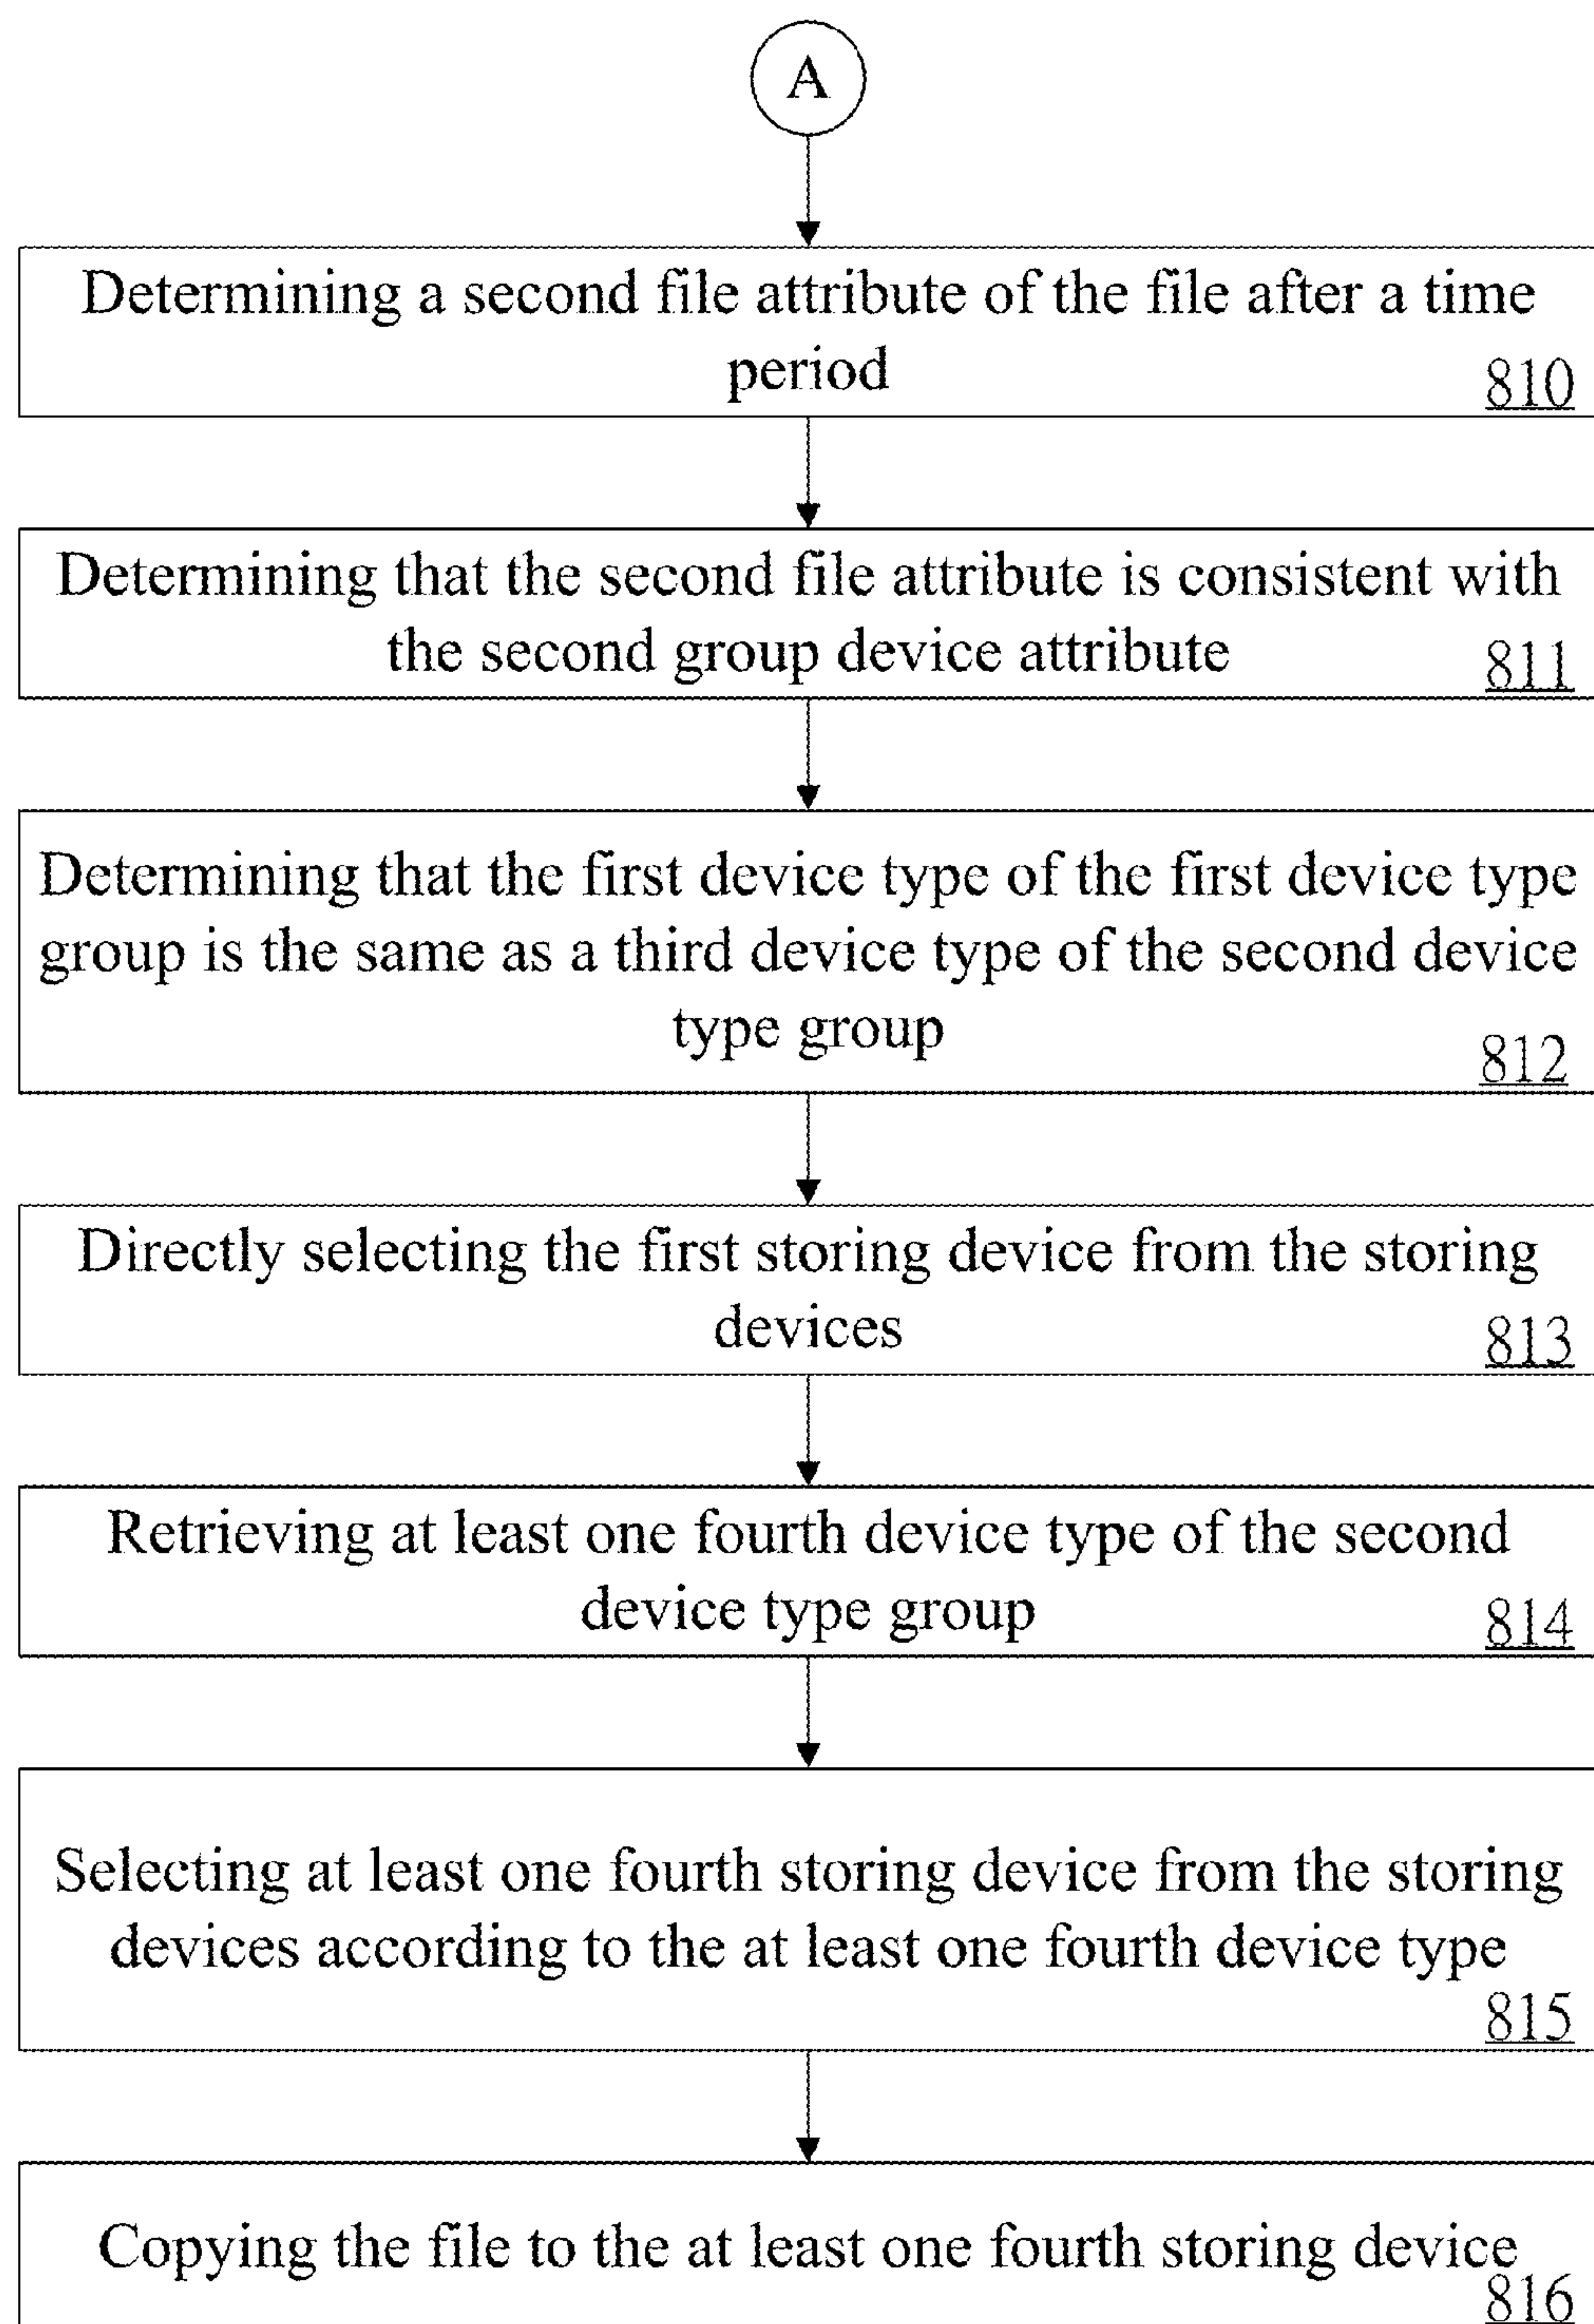 A
Determining a second file attribute of the file after a time
period
810
Determining that the second file attribute is consistent with
the second group device attribute
811
Determining that the first device type of the first device type
group is the same as a third device type of the second device
type group
812
Directly selecting the first storing device from the storing
devices
813
Retrieving at least one fourth device type of the second
device type group
814
Selecting at least one fourth storing device from the storing
devices according to the at least one fourth device type
815
Copying the file to the at least one fourth storing device
816